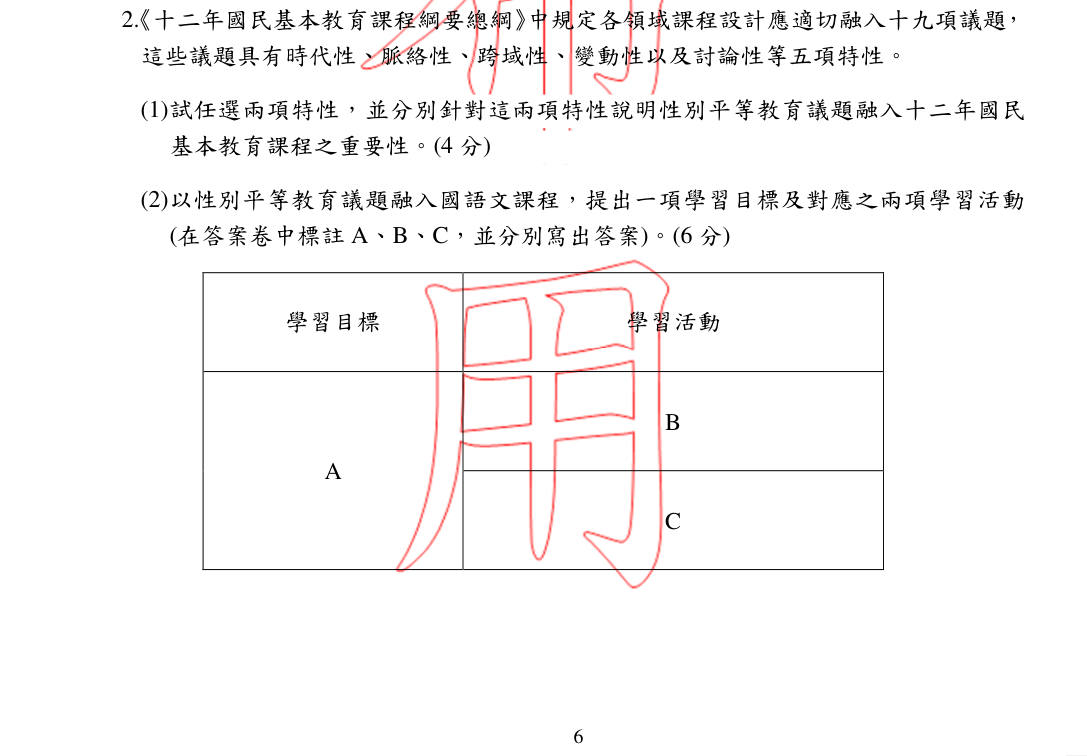 2.《十二年國民基本教育課程綱要總綱》中規定各領域課程設計應適切融入十九項議題，
這些議題具有時代性、脈絡性、跨域性、變動性以及討論性等五項特性。
(1)試任選兩項特性，並分別針對這兩項特性說明性別平等教育議題融入十二年國民
基本教育課程之重要性。(4 分)
(2)以性別平等教育議題融入國語文課程，提出一項學習目標及對應之兩項學習活動
(在答案卷中標註 A、B、C，並分別寫出答案)。(6 分)
學習目標
學習活動
A
B
C
用
6